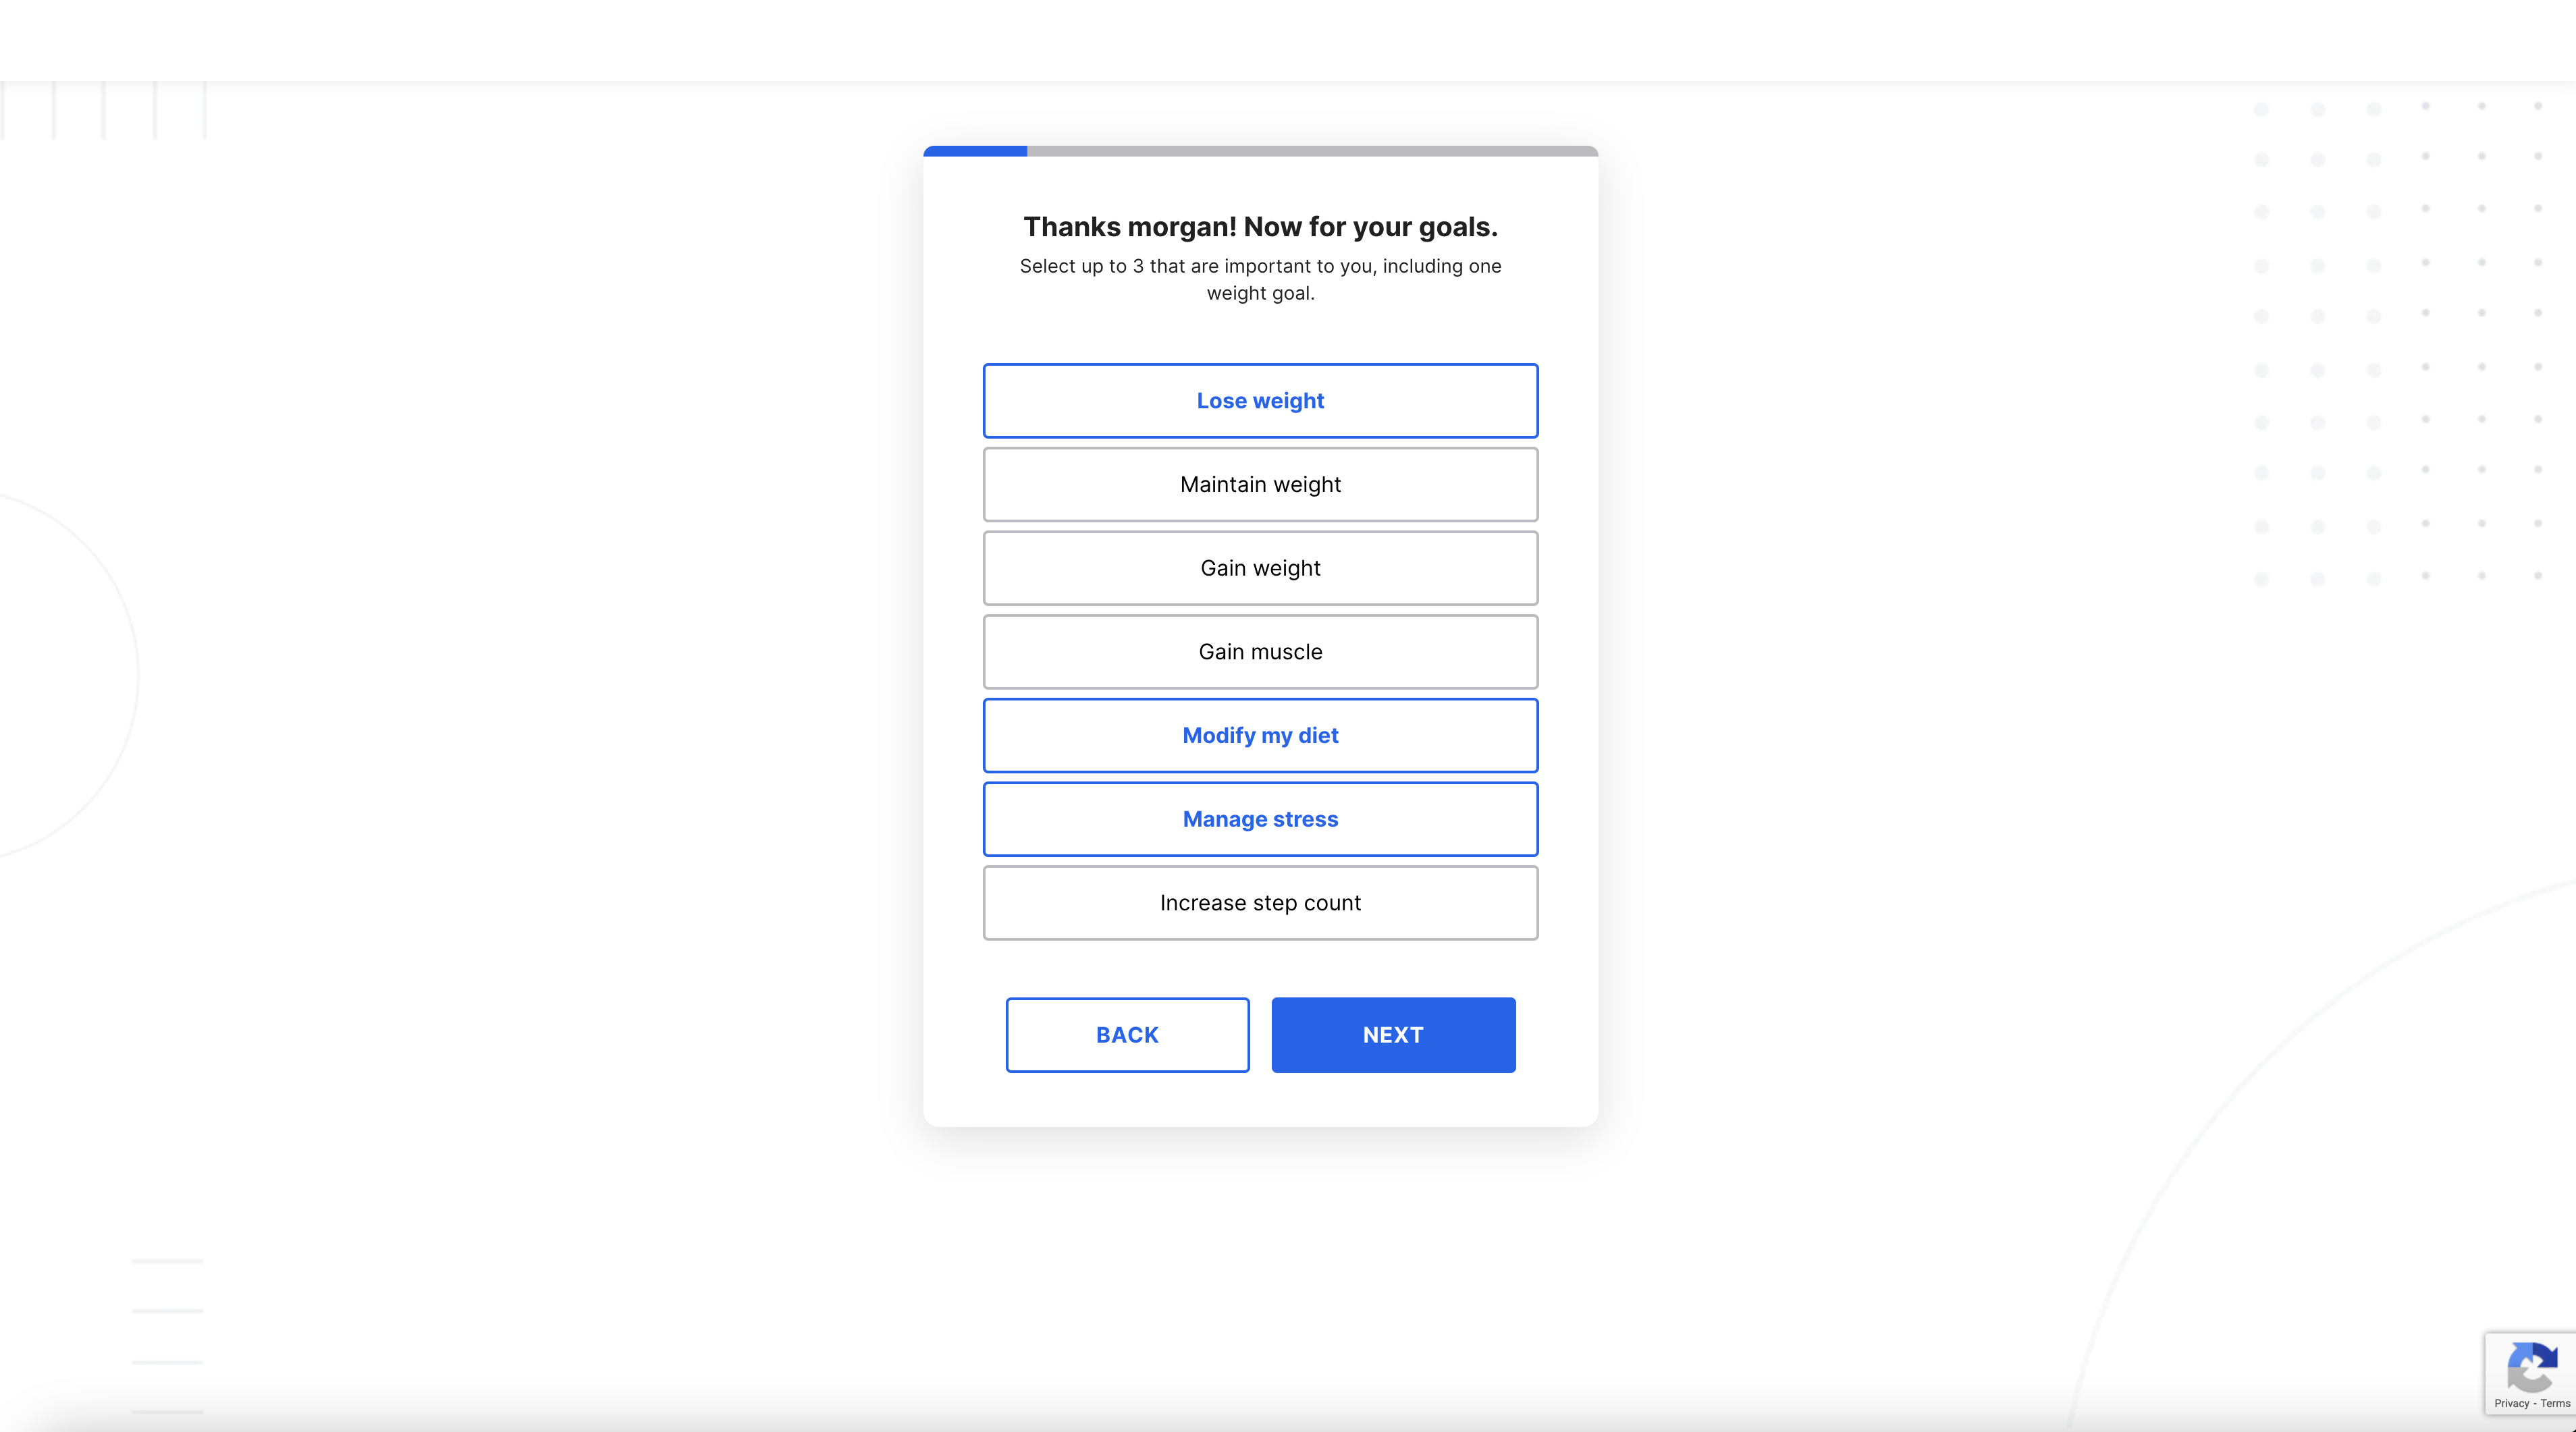 Thanks morgan! Now for your goals.
Select up to 3 that are important to you, including one
weight goal.
Lose weight
Maintain weight
Gain weight
Gain muscle
Modify my diet
Manage stress
Increase step count
BACK
NEXT
Privacy - Terms